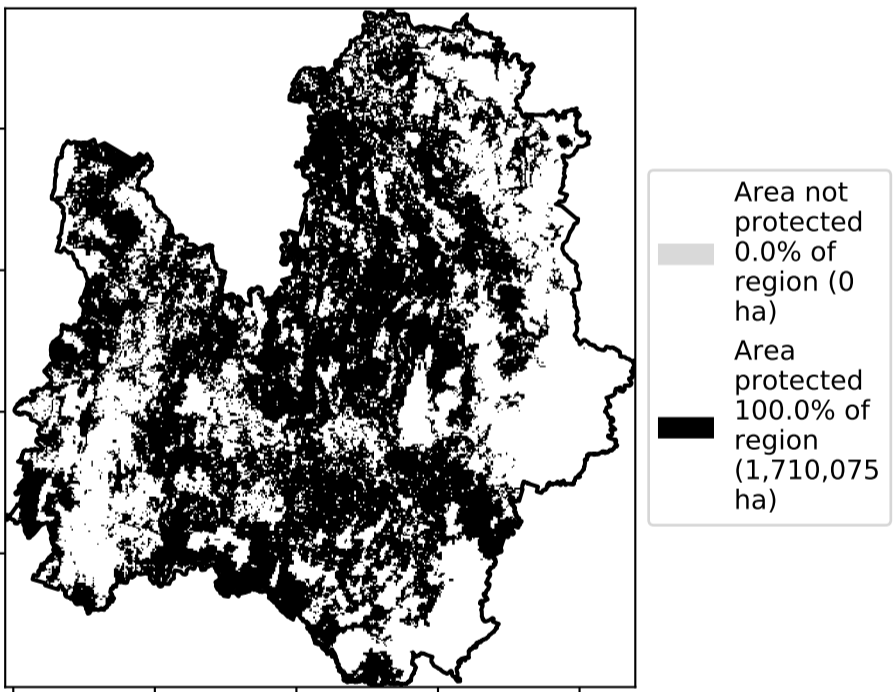 Area not
protected
0.0% of
region (0
ha)
Area
protected
100.0% of
region
(1,710,075
ha)